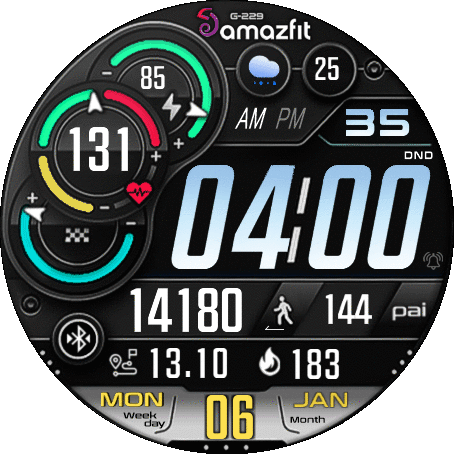 G-229
amazfit
85
25
131
AM PM
35
DND
04:00
14180
144 pai
13.10
183
MON
Week day
06
JAN
Month